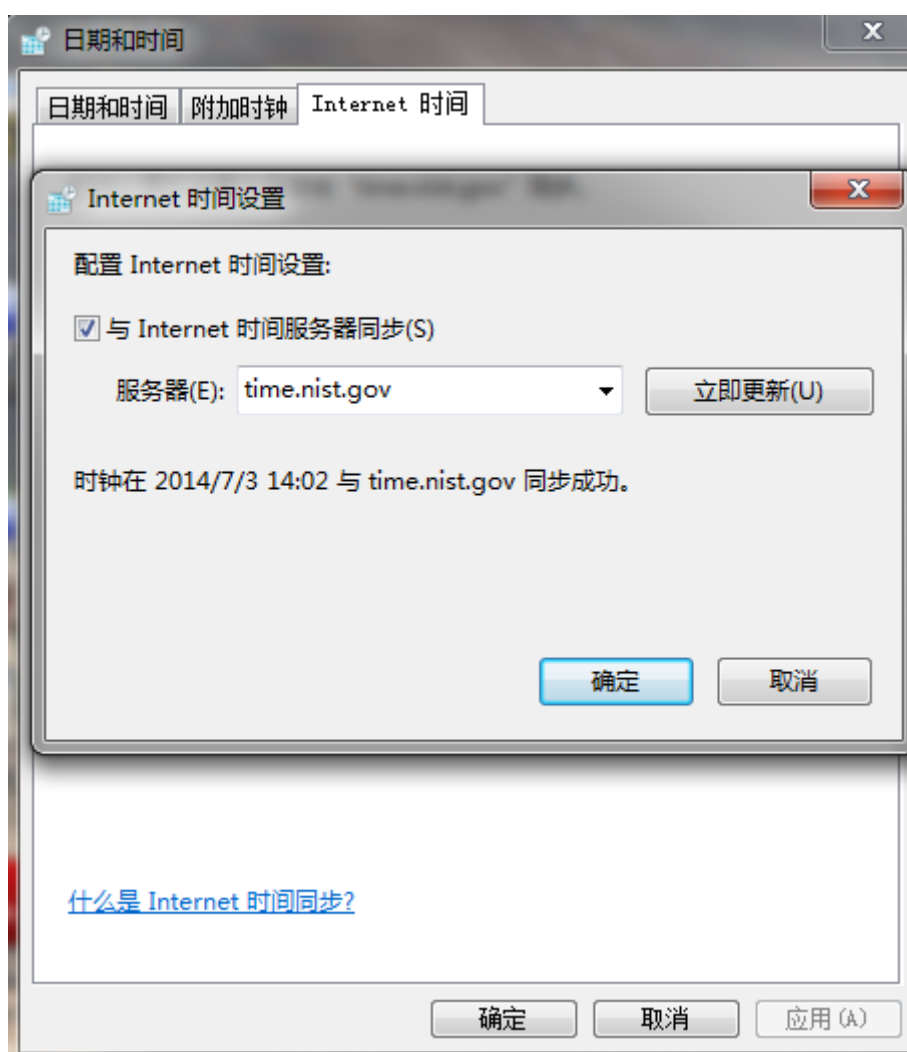 日期和时间
日期和时间 附加时钟 Internet 时间
Internet 时间设置
配置 Internet 时间设置:
与 Internet 时间服务器同步(S)
服务器(E): time.nist.gov 立即更新(U)
时钟在 2014/7/3 14:02 与 time.nist.gov 同步成功。
确定 取消
什么是 Internet 时间同步?
确定 取消 应用(A)